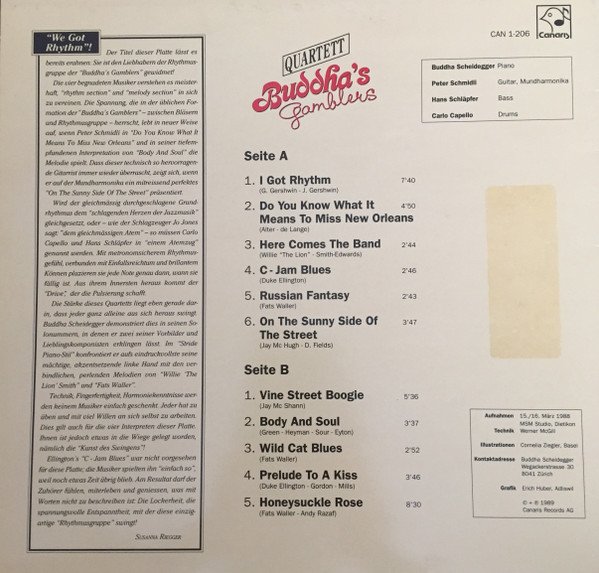 "We Got
Rhythm"!
Der Titel dieser Platte lässt es
bereits erahnen: Sie ist den Liebhabern der Rhythmus-
gruppe der "Buddha's Gamblers" gewidmet!
Die vier begnadeten Musiker verstehen es meister-
haft, "rhythm section" und "melody section" in sich
zu vereinen. Die Spannung, die in der üblichen For-
mation der "Buddha's Gamblers" – zwischen Bläsern
und Rhythmusgruppe – herrscht, lebt in neuer Weise
auf, wenn Peter Schmidli in "Do You Know What It
Means To Miss New Orleans" und in seiner tiefem-
pfundenen Interpretation von "Body And Soul" die
Melodie spielt. Dass dieser technisch so hervorragen-
de Gitarrist immer wieder überrascht, zeigt sich, wenn
er auf der Mundharmonika ein mitreissend perfektes
"On The Sunny Side Of The Street" präsentiert.
Wird der gleichmässig durchgeschlagene Grund-
rhythmus dem "schlagenden Herzen der Jazzmusik"
gleichgesetzt, oder – wie der Schlagzeuger Jo Jones
sagt: "dem gleichmässigen Atem" – so müssen Carlo
Capello und Hans Schläpfer in "einem Atemzug"
genannt werden. Mit metronomsicherem Rhythmus-
gefühl, verbunden mit Einfallsreichtum und brillantem
Können plazieren sie jede Note genau dann, wann sie
fällig ist. Aus ihrem Innersten heraus kommt der
"Drive", der die Pulsierung schafft.
Die Stärke dieses Quartetts liegt eben gerade dar-
in, dass jeder ganz alleine aus sich heraus swingt.
Buddha Scheidegger demonstriert dies in seinen So-
lonummern, in denen er zwei seiner Vorbilder und
Lieblingskomponisten erklingen lässt. Im "Stride
Piano-Stil" konfrontiert er aufs eindrucksvollste seine
mächtige, akzentsetzende linke Hand mit den ver-
bindlichen, perlenden Melodien von "Willie 'The
Lion' Smith" und "Fats Waller".
Technik, Fingerfertigkeit, Harmoniekenntnisse wer-
den keinem Musiker einfach geschenkt. Jeder hat zu
üben und mit viel Willen an sich selbst zu arbeiten.
Dies gilt auch für die vier Interpreten dieser Platte.
Ihnen ist jedoch etwas in die Wiege gelegt worden,
nämlich die "Kunst des Swingens"!
Ellington's "C - Jam Blues" war nicht vorgesehen
für diese Platte, die Musiker spielten ihn "einfach so",
weil noch etwas Zeit übrig blieb. Am Resultat darf der
Zuhörer fühlen, miterleben und geniessen, was mit
Worten nicht zu beschreiben ist: Die Lockerheit, die
spannungsvolle Entspanntheit, mit der diese einzig-
artige "Rhythmusgruppe" swingt!
Susanna Riegger
QUARTETT
Buddha's
Gamblers
CAN 1-206
Canaris
Buddha Scheidegger Piano
Peter Schmidli Guitar, Mundharmonika
Hans Schläpfer Bass
Carlo Capello Drums
Seite A
1. I Got Rhythm 7'40
(G. Gershwin - J. Gershwin)
2. Do You Know What It 4'50
Means To Miss New Orleans
(Alter - de Lango)
3. Here Comes The Band 2'44
(Willie "The Lion" - Smith-Edwards)
4. C - Jam Blues 2'46
(Duke Ellington)
5. Russian Fantasy 2'43
(Fats Waller)
6. On The Sunny Side Of 3'47
The Street
(Jay Mc Hugh - D. Fields)
Seite B
1. Vine Street Boogie 5'36
(Jay Mc Shann)
2. Body And Soul 3'37
(Green - Heyman - Sour - Eyton)
3. Wild Cat Blues 2'52
(Fats Waller)
4. Prelude To A Kiss 3'46
(Duke Ellington - Gordon - Mills)
5. Honeysuckle Rose 8'30
(Fats Waller - Andy Razaf)
Aufnahmen 15./16. März 1988
MSM Studio, Dietikon
Technik Werner McGill
Illustrationen Cornelia Ziegler, Basel
Kontaktadresse Buddha Scheidegger
Wegackerstrasse 30
8041 Zürich
Grafik Erich Huber, Adliswil
© + ℗ 1989
Canaris Records AG